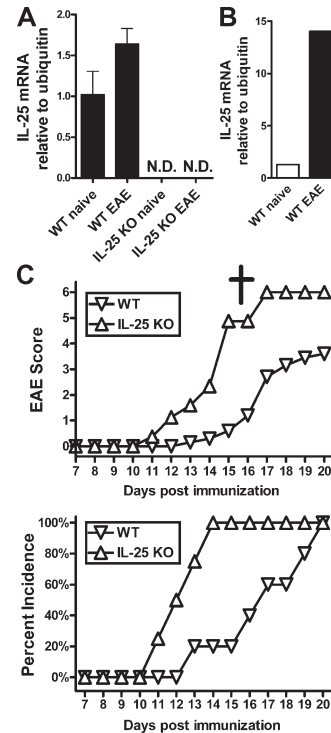 A
IL-25 mRNA
relative to ubiquitin
2.0
1.5
1.0
0.5
0.0
N.D. N.D.
WT naive
WT EAE
IL-25 KO naive
IL-25 KO EAE
B
IL-25 mRNA
relative to ubiquitin
15
10
5
0
WT naive
WT EAE
C
EAE Score
6
5
4
3
2
1
0
WT
IL-25 KO
7 8 9 10 11 12 13 14 15 16 17 18 19 20
Days post immunization
Percent Incidence
100%
80%
60%
40%
20%
0%
WT
IL-25 KO
7 8 9 10 11 12 13 14 15 16 17 18 19 20
Days post immunization